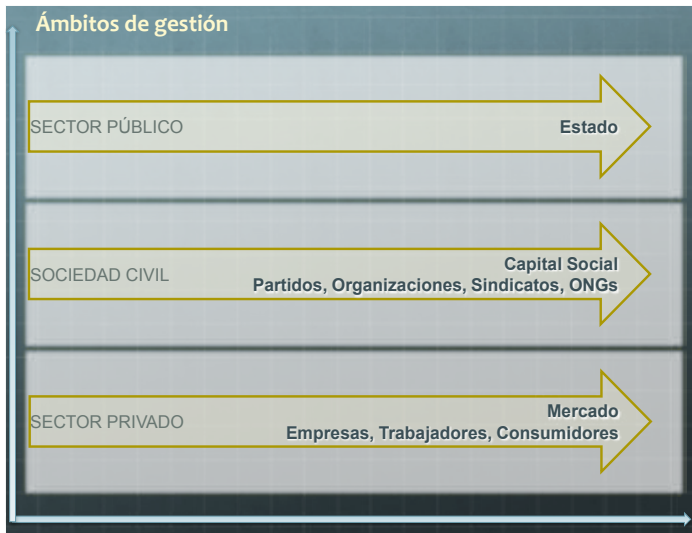 Ámbitos de gestión
SECTOR PÚBLICO
Estado
SOCIEDAD CIVIL
Capital Social
Partidos, Organizaciones, Sindicatos, ONGs
SECTOR PRIVADO
Mercado
Empresas, Trabajadores, Consumidores